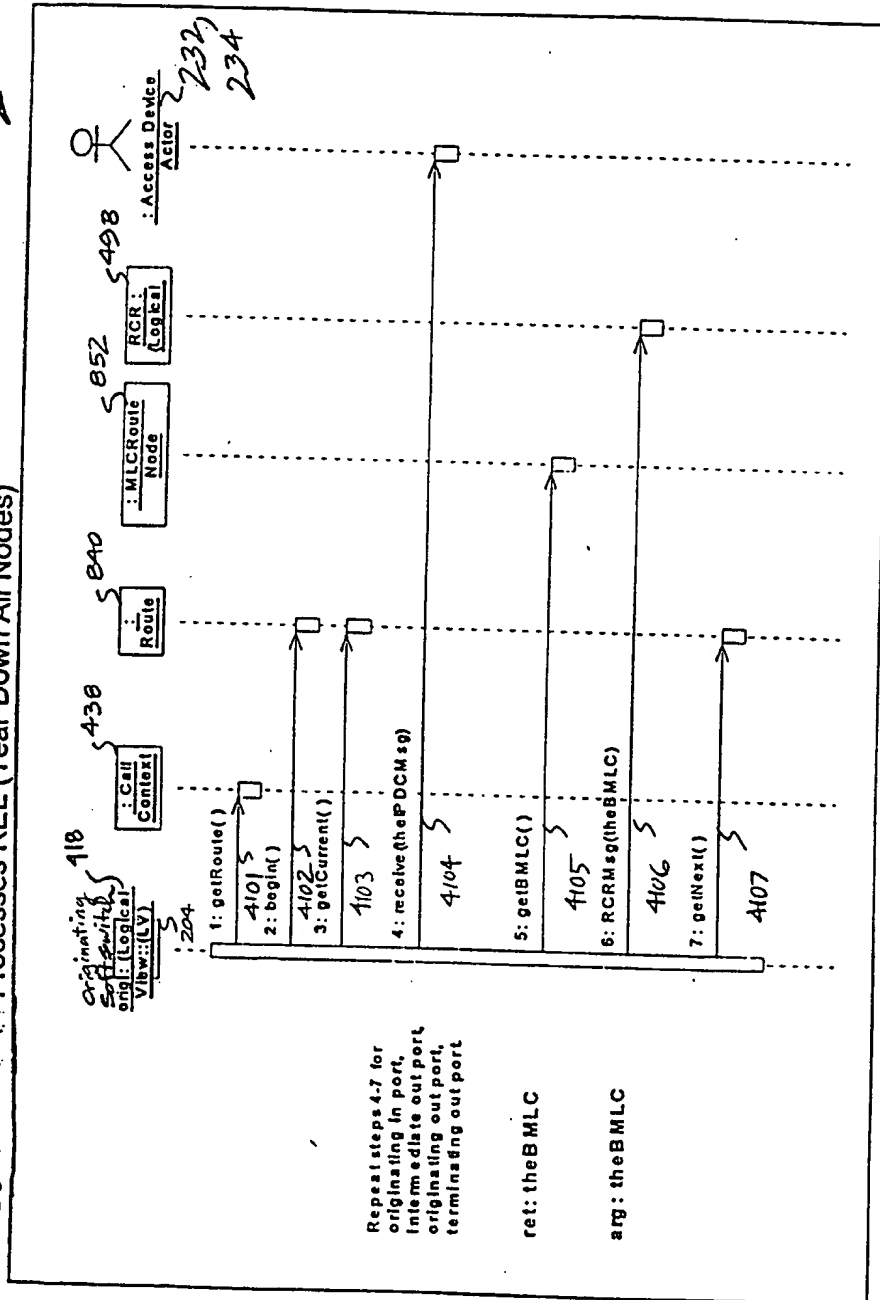 Processes REL (Tear Down All Nodes)
originating
Softswitch
418
orig : (Logical
View::(LV)
204
438
: Call
Context
840
:
Route
852
: MLCRoute
Node
498
RCR :
(Logical
: Access Device
Actor
232,
234
1: getRoute( )
4101
2: begin( )
4102
3: getCurrent( )
4103
4: receive(theIPDCMsg)
4104
5: getBMLC( )
4105
6: RCRMsg(theBMLC)
4106
7: getNext( )
4107
Repeat steps 4-7 for
originating in port,
intermediate out port,
originating out port,
terminating out port
ret: theBMLC
arg: theBMLC